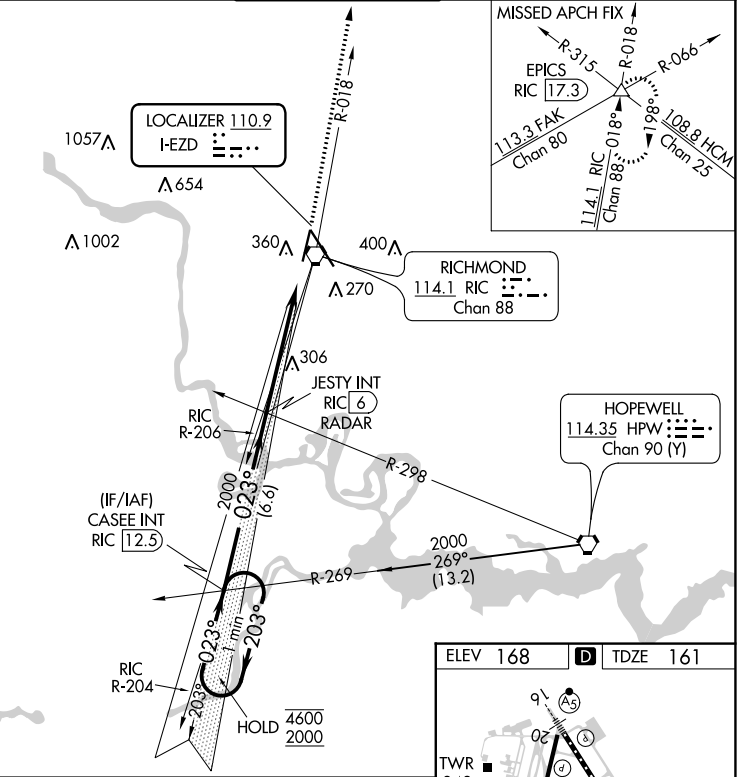 MISSED APCH FIX
R-315
R-018
R-066
EPICS
RIC 17.3
113.3 FAK
Chan 80
018°
198°
108.8 HCM
Chan 25
114.1 RIC
Chan 88
R-018
LOCALIZER 110.9
I-EZD
1057
654
1002
360
400
270
RICHMOND
114.1 RIC
Chan 88
306
JESTY INT
RIC 6
RADAR
RIC
R-206
HOPEWELL
114.35 HPW
Chan 90 (Y)
R-298
2000
023°
(6.6)
(IF/IAF)
CASEE INT
RIC 12.5
2000
269°
(13.2)
R-269
023°
1 min
203°
RIC
R-204
203°
HOLD 4600
2000
ELEV 168 D TDZE 161
16
A5
20
P
P
TWR